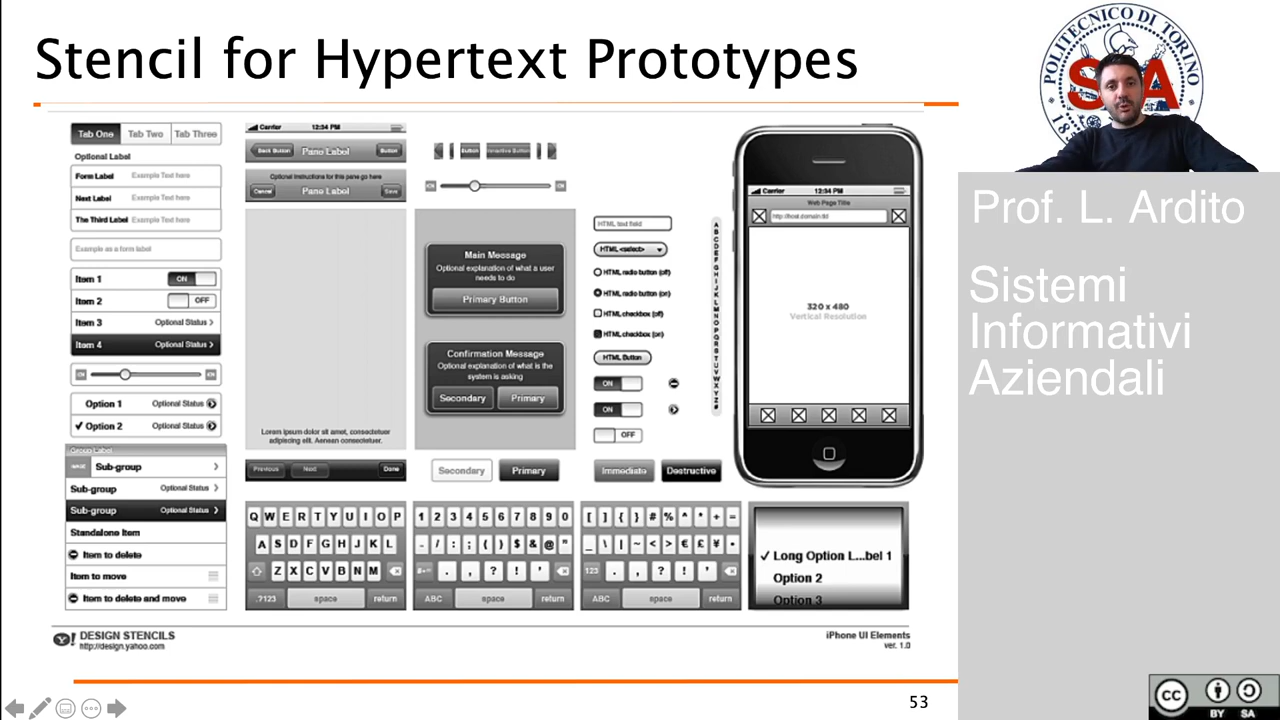 Stencil for Hypertext Prototypes
POLITECNICO DI TORINO
Prof. L. Ardito
Sistemi
Informativi
Aziendali
Tab One Tab Two Tab Three
Optional Label
Form Label Example Text here
Next Label Example Text here
The Third Label Example Text here
Example as a form label
Item 1 ON
Item 2 OFF
Item 3 Optional Status >
Item 4 Optional Status >
Option 1 Optional Status
✓ Option 2 Optional Status
Group Label
Sub-group >
Sub-group Optional Status >
Sub-group Optional Status >
Standalone Item
Item to delete
Item to move
Item to delete and move
Carrier 12:34 PM
Back Button Pane Label Button
Optional instructions for this pane go here
Cancel Pane Label Save
Lorem ipsum dolor sit amet, consectetuer
adipiscing elit. Aenean consectetuer.
Previous Next Done
Button
Main Message
Optional explanation of what a user
needs to do
Primary Button
Confirmation Message
Optional explanation of what is the
system is asking
Secondary Primary
Secondary Primary
HTML text field
HTML <select>
HTML radio button (off)
HTML radio button (on)
HTML checkbox (off)
HTML checkbox (on)
HTML Button
ON
ON
OFF
Immediate Destructive
A
B
C
D
E
F
G
H
I
J
K
L
M
N
O
P
Q
R
S
T
U
V
W
X
Y
Z
#
Carrier 12:34 PM
Web Page Title
http://host.domain.tld
320 x 480
Vertical Resolution
Q W E R T Y U I O P
A S D F G H J K L
Z X C V B N M
.?123 space return
1 2 3 4 5 6 7 8 9 0
- / : ; ( ) $ & @ "
#+= . , ? ! '
ABC space return
[ ] { } # % ^ * + =
_ \ | ~ < > € £ ¥ •
123 . , ? ! '
ABC space return
✓ Long Option L...bel 1
Option 2
Option 3
Y! DESIGN STENCILS
http://design.yahoo.com
iPhone UI Elements
ver. 1.0
53
CC BY SA